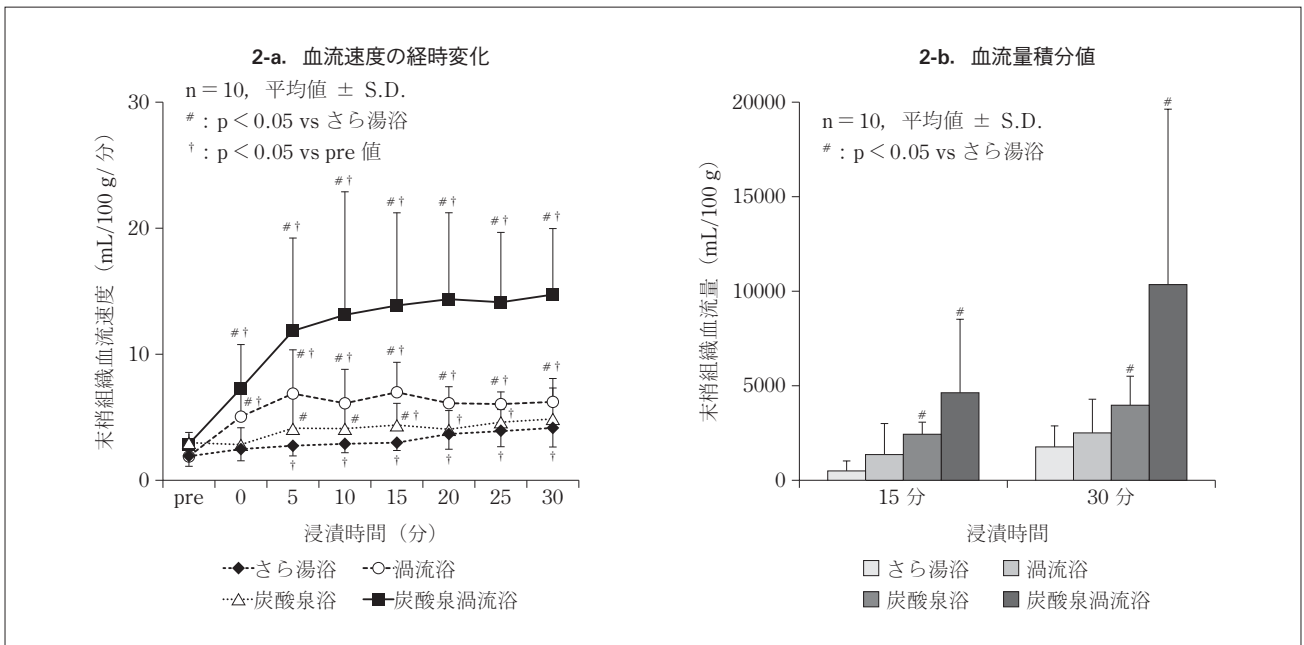 2-a. 血流速度の経時変化
n＝10, 平均値 ± S.D.
#：p＜0.05 vs さら湯浴
†：p＜0.05 vs pre 値
末梢組織血流速度（mL/100 g/分）
30
20
10
0
#†
#†
#†
#†
#†
#†
#†
#†
#†
#†
#†
#†
#†
#†
#
#
#†
†
†
†
†
†
†
†
†
pre 0 5 10 15 20 25 30
浸漬時間（分）
さら湯浴 渦流浴
炭酸泉浴 炭酸泉渦流浴
2-b. 血流量積分値
n＝10, 平均値 ± S.D.
#：p＜0.05 vs さら湯浴
末梢組織血流量（mL/100 g）
20000
15000
10000
5000
0
#
#
#
#
15 分 30 分
浸漬時間
さら湯浴 渦流浴
炭酸泉浴 炭酸泉渦流浴